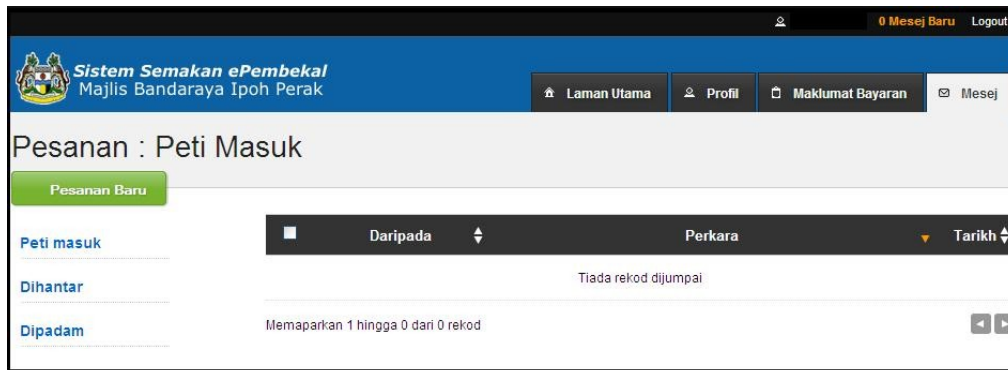 0 Mesej Baru Logout
Sistem Semakan ePembekal
Majlis Bandaraya Ipoh Perak
Laman Utama Profil Maklumat Bayaran Mesej
Pesanan : Peti Masuk
Pesanan Baru
Peti masuk
Dihantar
Dipadam
Daripada Perkara Tarikh
Tiada rekod dijumpai
Memaparkan 1 hingga 0 dari 0 rekod